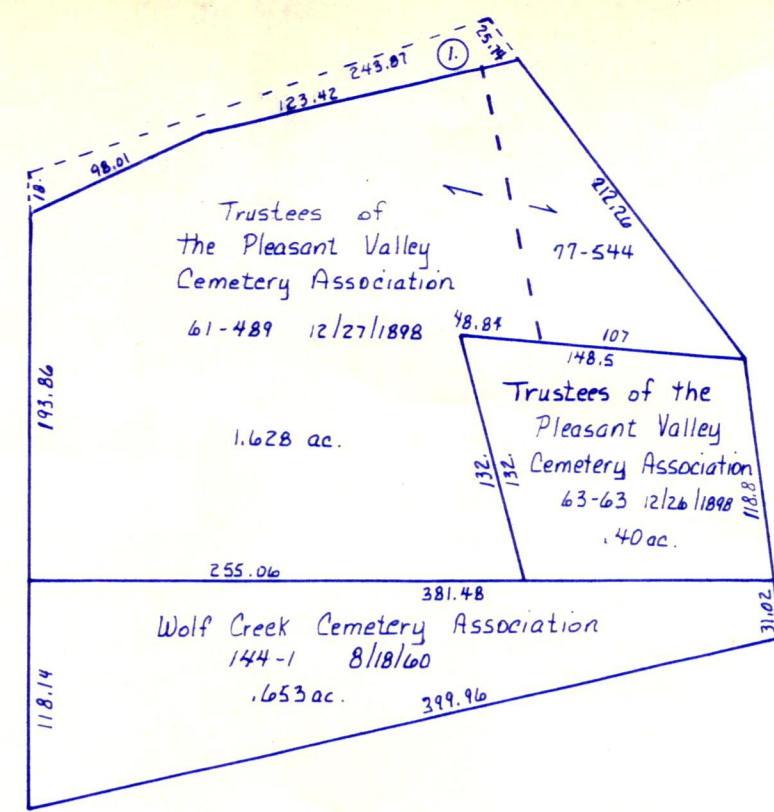 25.74
1.
243.87
123.42
98.01
18.
212.26
Trustees of
the Pleasant Valley
Cemetery Association
61-489 12/27/1898
77-544
48.84
107
148.5
193.86
1.628 ac.
132.
132.
Trustees of the
Pleasant Valley
Cemetery Association
63-63 12/26/1898
.40 ac.
118.8
255.06
381.48
31.02
Wolf Creek Cemetery Association
144-1 8/18/60
.653 ac.
118.14
399.96